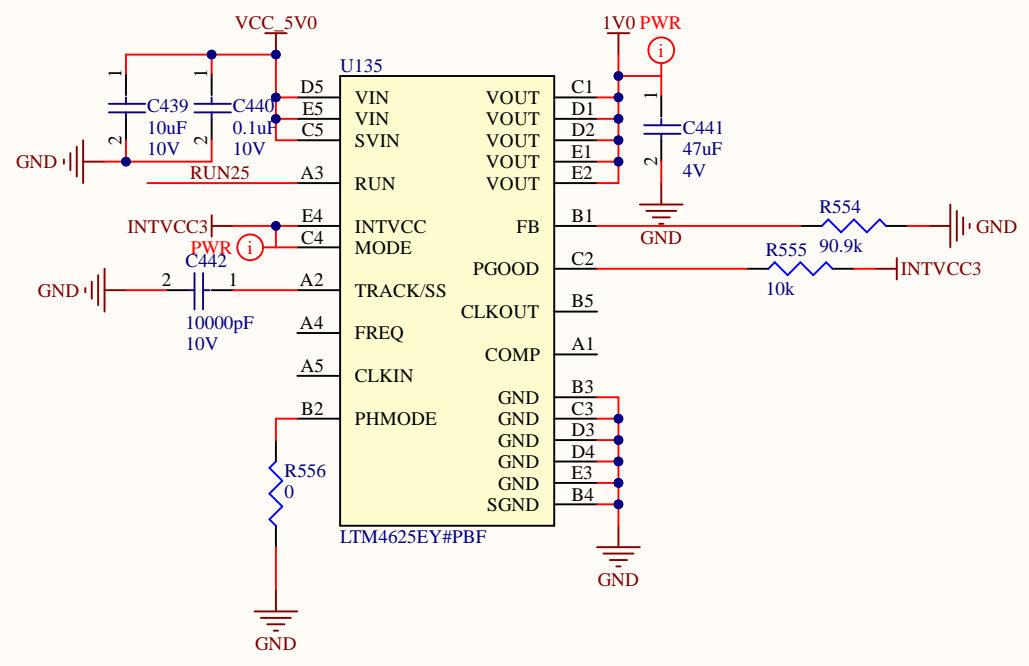 VCC_5V0
1V0 PWR
i
U135
1
1
D5 VIN
VOUT C1
C439
C440
E5 VIN
VOUT D1
1
10uF
0.1uF
C5 SVIN
VOUT D2
C441
2
2
10V
10V
VOUT E1
47uF
GND
2
4V
RUN25
A3 RUN
VOUT E2
INTVCC3
E4 INTVCC
FB B1
R554
90.9k
GND
GND
PWR i
C4 MODE
C442
PGOOD C2
R555
10k
INTVCC3
GND
2
1
A2 TRACK/SS
10000pF
10V
CLKOUT B5
A4 FREQ
COMP A1
A5 CLKIN
GND B3
B2 PHMODE
GND C3
GND D3
GND D4
R556
0
GND E3
SGND B4
LTM4625EY#PBF
GND
GND